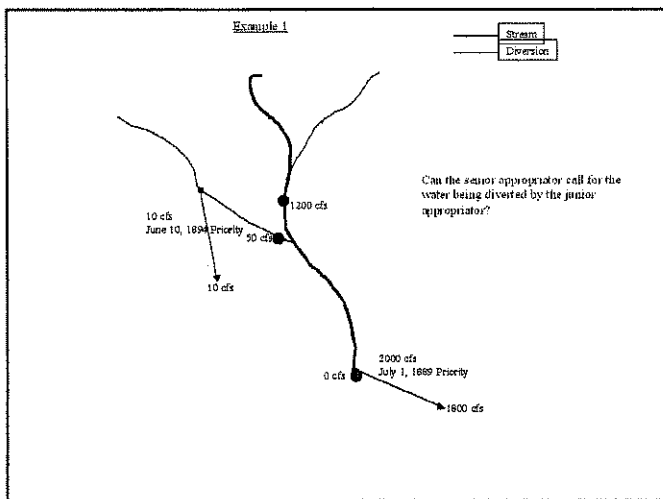 Example 1
Stream
Diversion
Can the senior appropriator call for the
water being diverted by the junior
appropriator?
1200 cfs
10 cfs
June 10, 1894 Priority
50 cfs
10 cfs
2000 cfs
July 1, 1889 Priority
0 cfs
1800 cfs